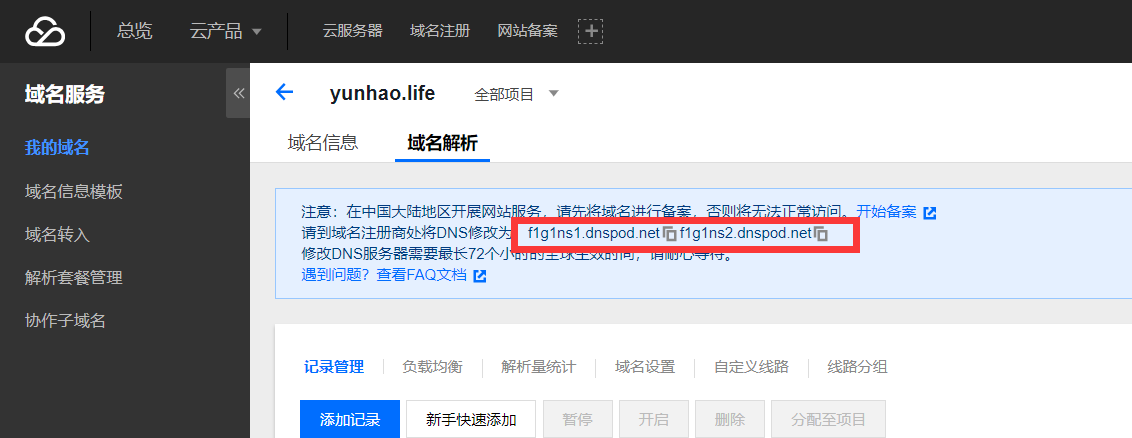 总览 云产品 云服务器 域名注册 网站备案
域名服务
我的域名
域名信息模板
域名转入
解析套餐管理
协作子域名
yunhao.life 全部项目
域名信息 域名解析
注意：在中国大陆地区开展网站服务，请先将域名进行备案，否则将无法正常访问。开始备案
请到域名注册商处将DNS修改为 f1g1ns1.dnspod.net f1g1ns2.dnspod.net
修改DNS服务器需要最长72个小时的全球生效时间，请耐心等待。
遇到问题？查看FAQ文档
记录管理 负载均衡 解析量统计 域名设置 自定义线路 线路分组
添加记录 新手快速添加 暂停 开启 删除 分配至项目